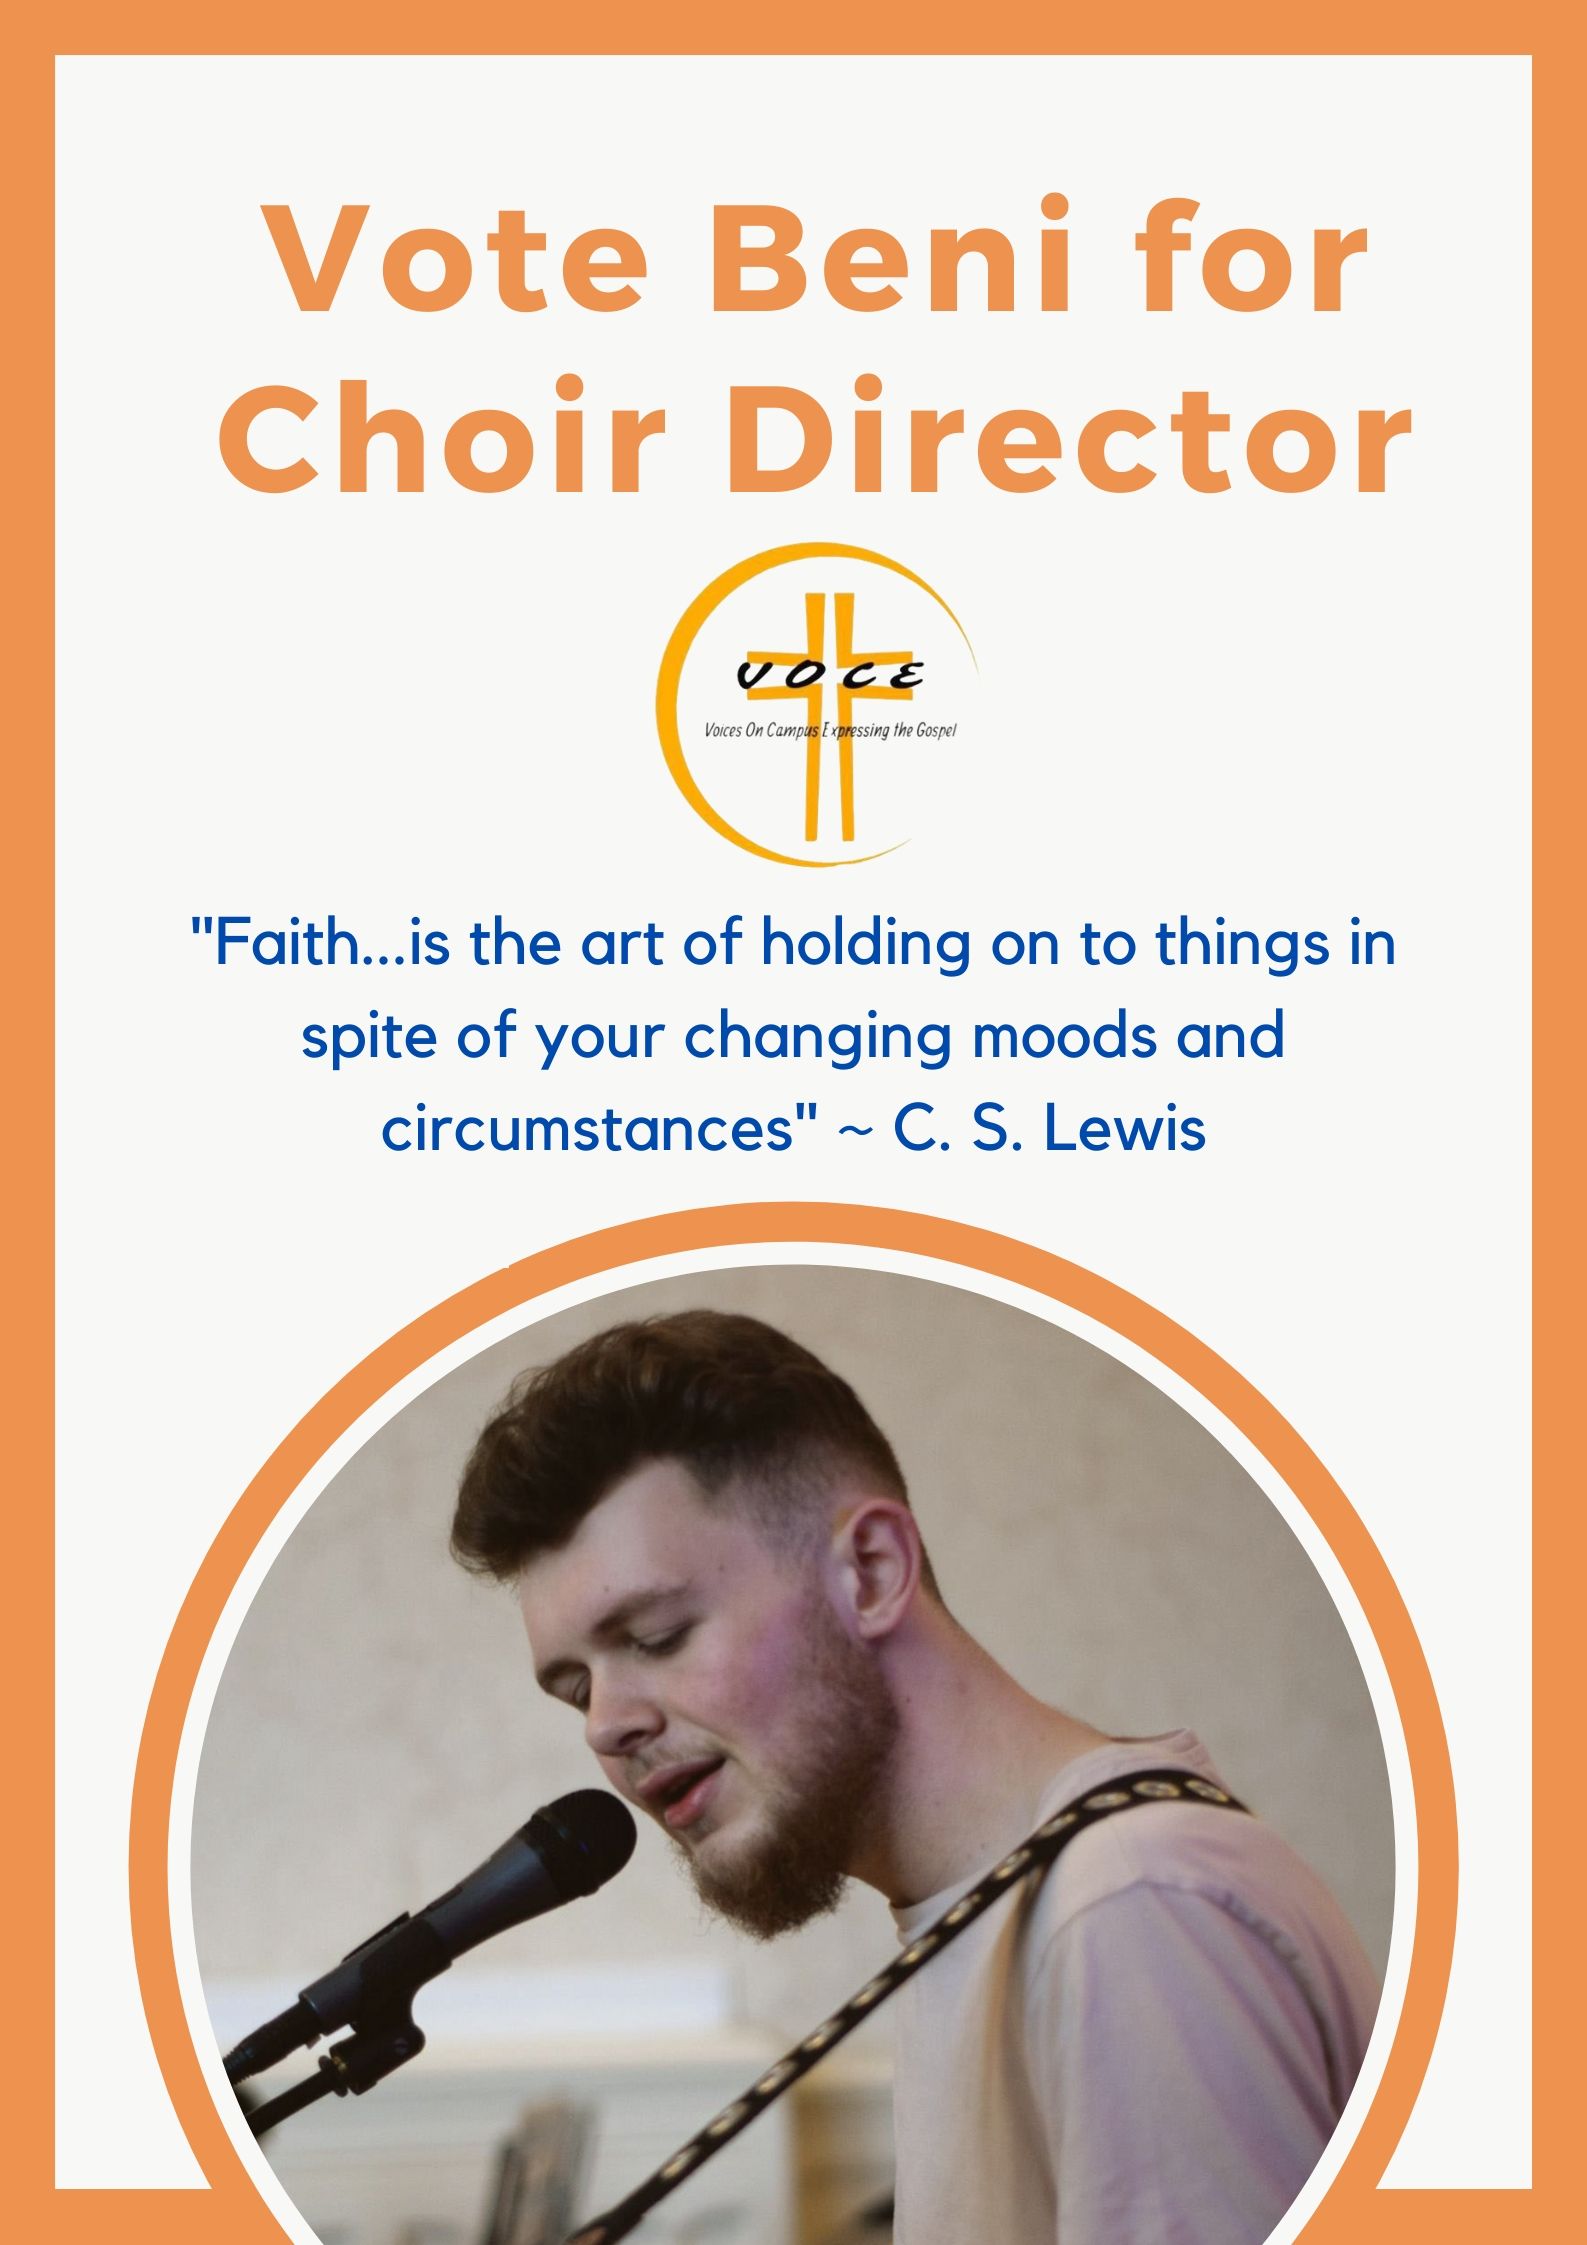 Vote Beni for
Choir Director
VOCE
Voices On Campus Expressing the Gospel
"Faith...is the art of holding on to things in
spite of your changing moods and
circumstances" ~ C. S. Lewis